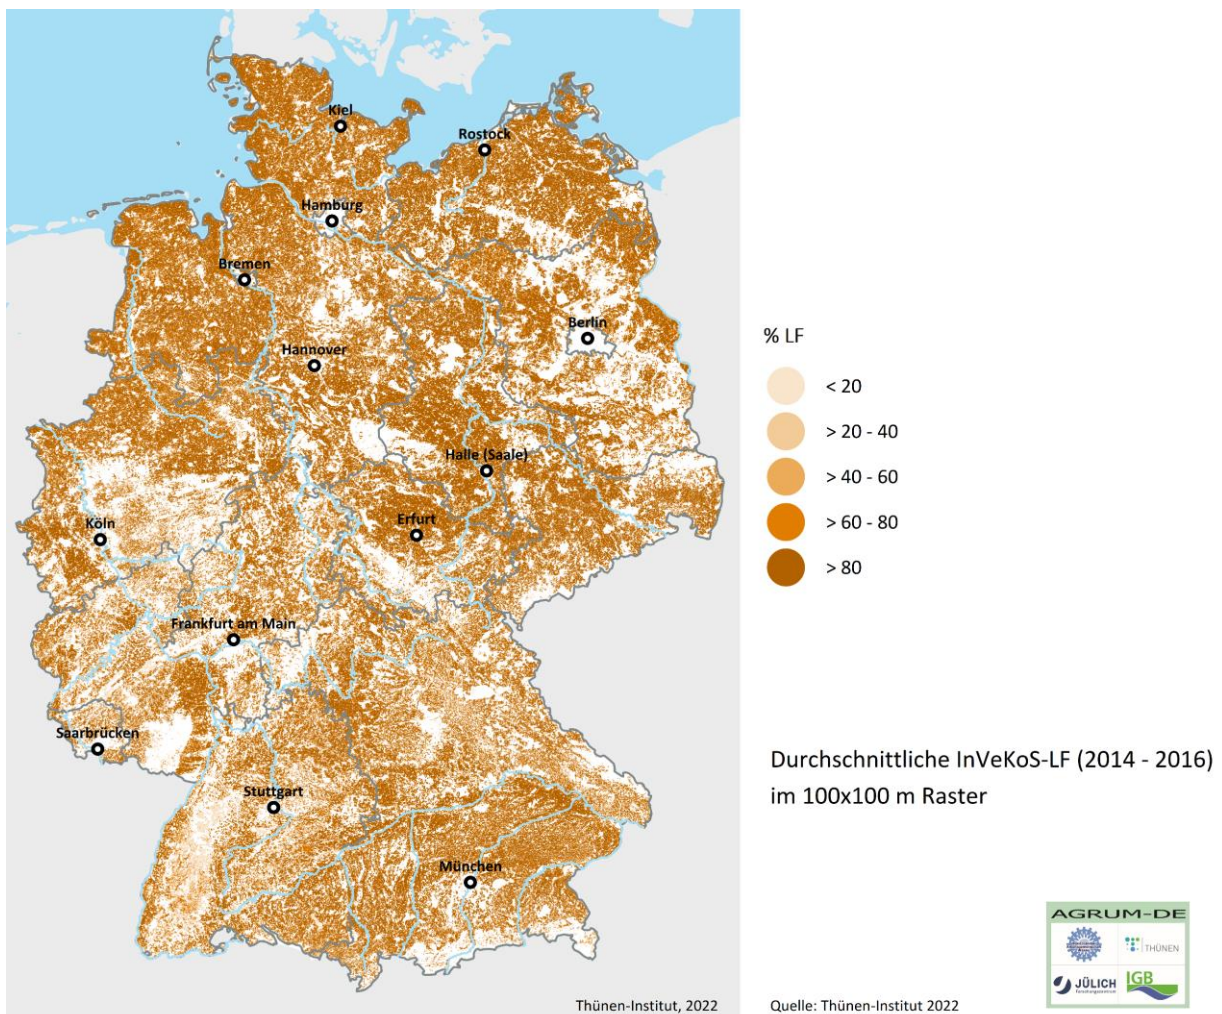 Kiel
Rostock
Hamburg
Bremen
Berlin
Hannover
Halle (Saale)
Köln
Erfurt
Frankfurt am Main
Saarbrücken
Stuttgart
München
Thünen-Institut, 2022
% LF
< 20
> 20 - 40
> 40 - 60
> 60 - 80
> 80
Durchschnittliche InVeKoS-LF (2014 - 2016)
im 100x100 m Raster
Quelle: Thünen-Institut 2022
AGRUM-DE
THÜNEN
JÜLICH
Forschungszentrum
IGB